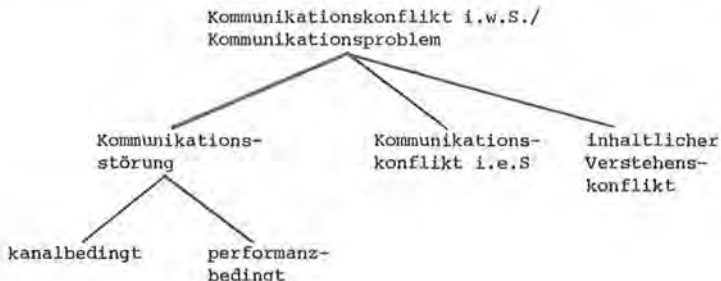 Kommunikationskonflikt i.w.S./
Kommunikationsproblem
Kommunikations-
störung
Kommunikations-
konflikt i.e.S
inhaltlicher
Verstehens-
konflikt
kanalbedingt
performanz-
bedingt